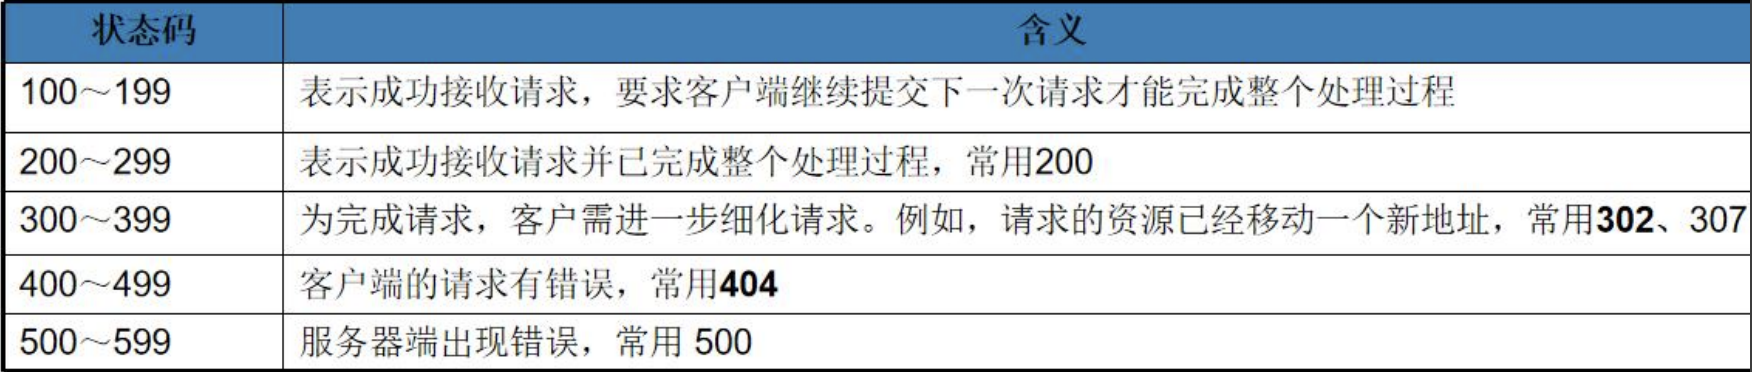 状态码 含义
100～199 表示成功接收请求，要求客户端继续提交下一次请求才能完成整个处理过程
200～299 表示成功接收请求并已完成整个处理过程，常用200
300～399 为完成请求，客户需进一步细化请求。例如，请求的资源已经移动一个新地址，常用302、307
400～499 客户端的请求有错误，常用404
500～599 服务器端出现错误，常用 500